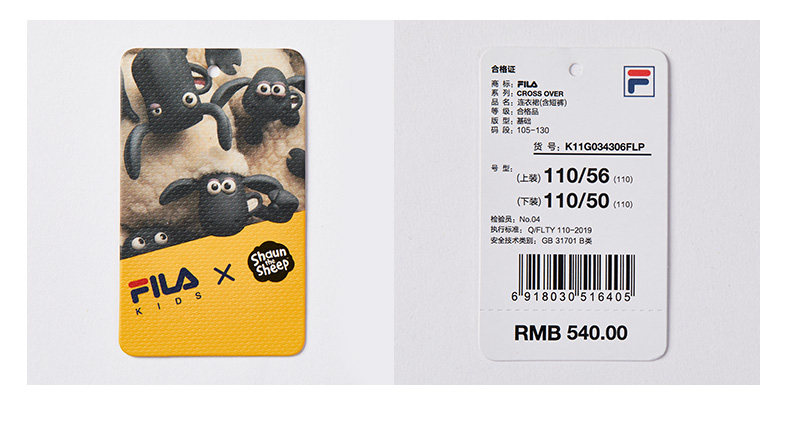 FILA
KIDS
×
Shaun
the
Sheep
合格证
商 标: FILA
系 列: CROSS OVER
品 名: 连衣裙(含短裤)
等 级: 合格品
版 型: 基础
码 段: 105-130
货 号: K11G034306FLP
号 型:
(上装) 110/56 (110)
(下装) 110/50 (110)
检验员: No.04
执行标准: Q/FLTY 110-2019
安全技术类别: GB 31701 B类
6 918030 516405
RMB 540.00